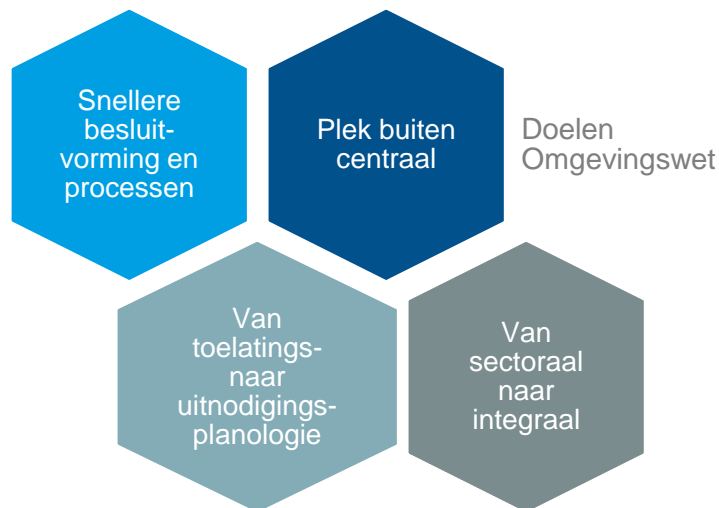 Snellere
besluit-
vorming en
processen
Plek buiten
centraal
Doelen
Omgevingswet
Van
toelatings-
naar
uitnodigings-
planologie
Van
sectoraal
naar
integraal